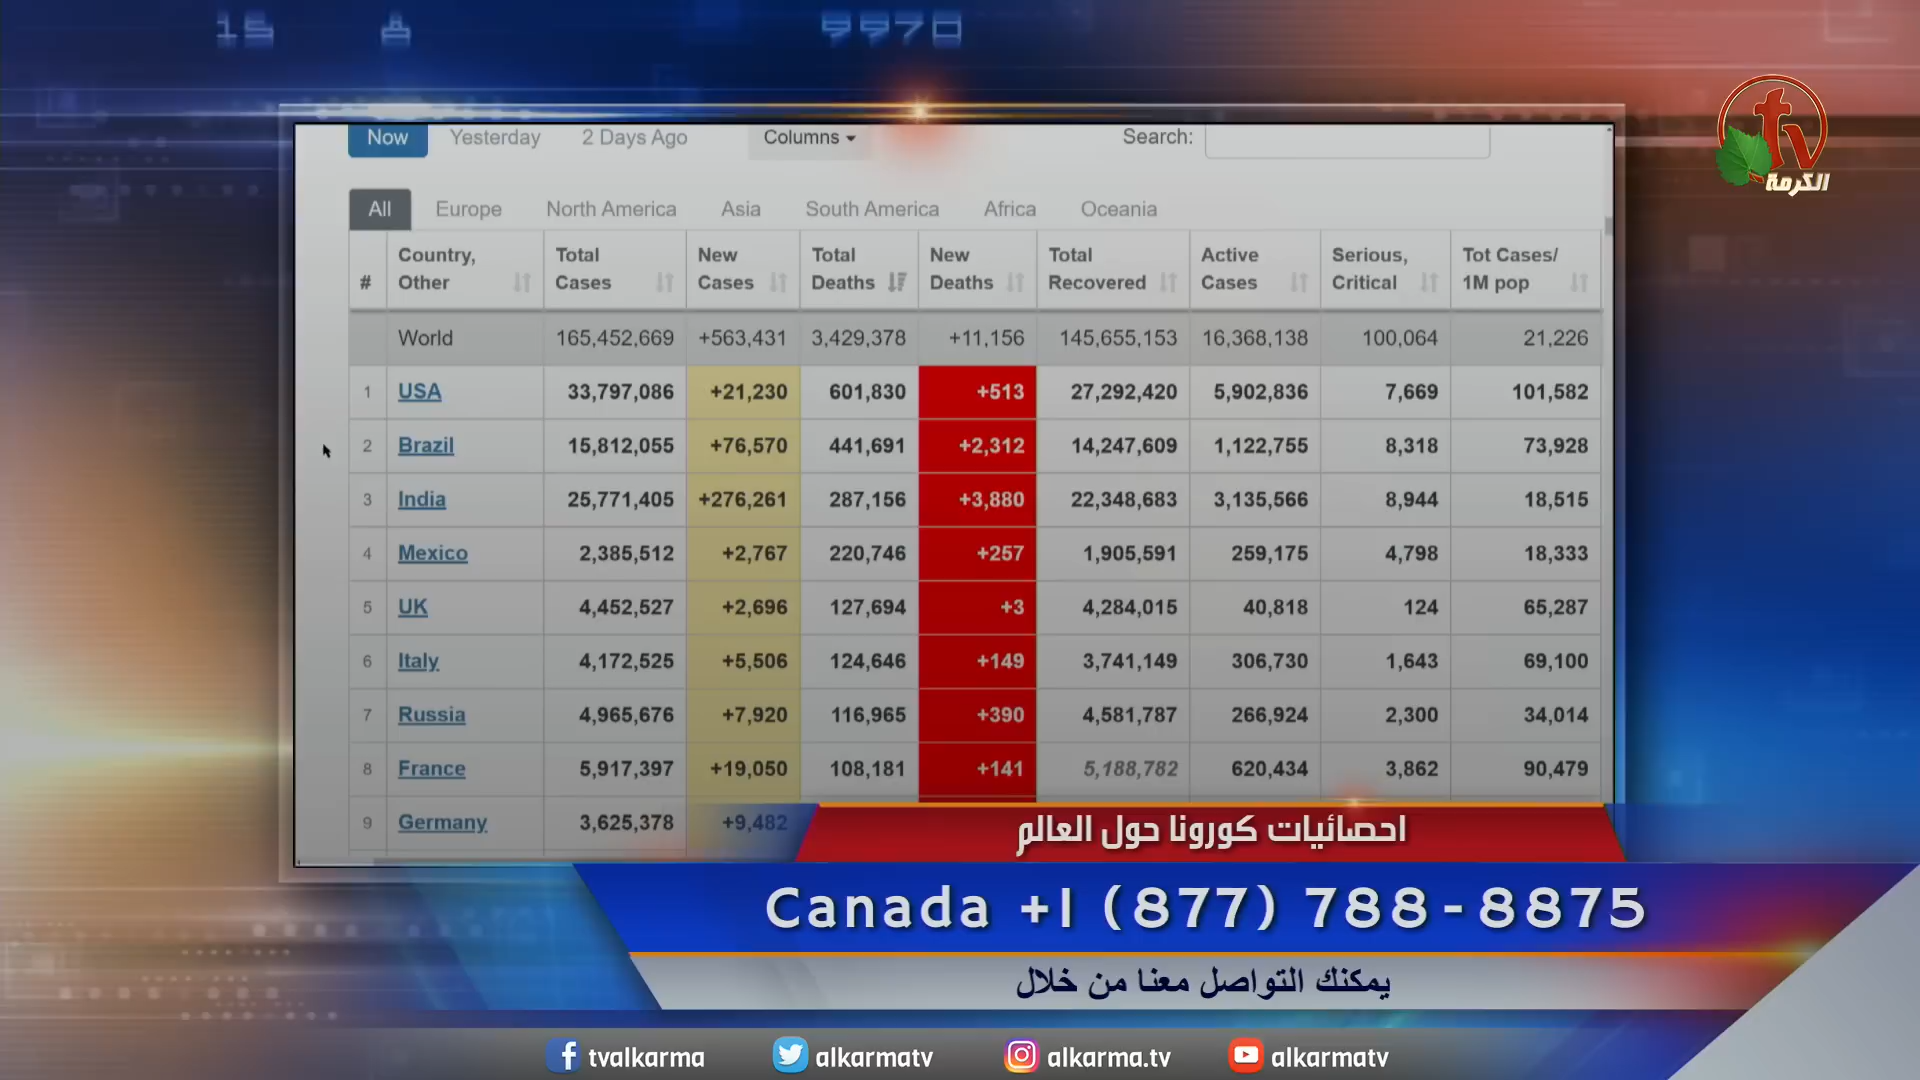 15 A 9970
Now Yesterday 2 Days Ago Columns Search:
All Europe North America Asia South America Africa Oceania
# Country, Other Total Cases New Cases Total Deaths New Deaths Total Recovered Active Cases Serious, Critical Tot Cases/ 1M pop
World 165,452,669 +563,431 3,429,378 +11,156 145,655,153 16,368,138 100,064 21,226
1 USA 33,797,086 +21,230 601,830 +513 27,292,420 5,902,836 7,669 101,582
2 Brazil 15,812,055 +76,570 441,691 +2,312 14,247,609 1,122,755 8,318 73,928
3 India 25,771,405 +276,261 287,156 +3,880 22,348,683 3,135,566 8,944 18,515
4 Mexico 2,385,512 +2,767 220,746 +257 1,905,591 259,175 4,798 18,333
5 UK 4,452,527 +2,696 127,694 +3 4,284,015 40,818 124 65,287
6 Italy 4,172,525 +5,506 124,646 +149 3,741,149 306,730 1,643 69,100
7 Russia 4,965,676 +7,920 116,965 +390 4,581,787 266,924 2,300 34,014
8 France 5,917,397 +19,050 108,181 +141 5,188,782 620,434 3,862 90,479
9 Germany 3,625,378 +9,482
tv
الكرمة
احصائيات كورونا حول العالم
Canada +1 (877) 788-8875
يمكنك التواصل معنا من خلال
tvalkarma alkarmatv alkarma.tv alkarmatv